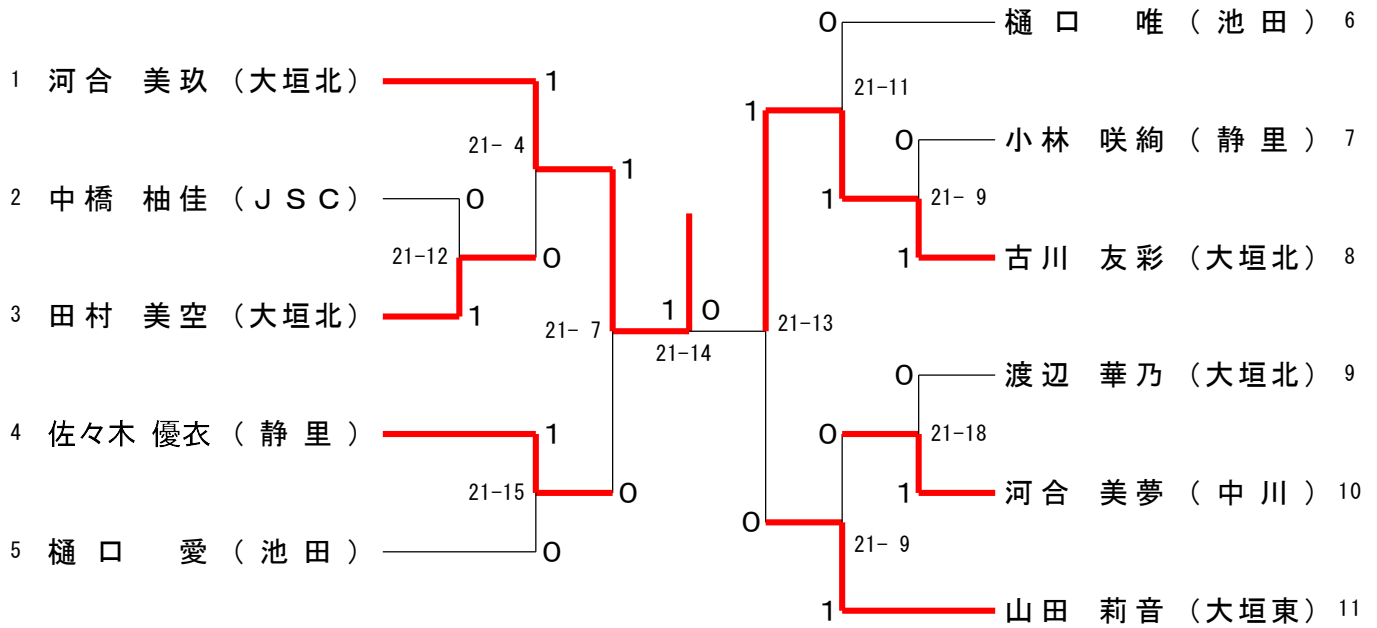 1 河合 美玖 (大垣北)
1
21- 4
1
2 中橋 柚佳 (JSC)
0
21-12
0
3 田村 美空 (大垣北)
1
21- 7
4 佐々木 優衣 (静里)
1
21-15
0
5 樋口 愛 (池田)
0
1 0
21-14
0
樋口 唯 (池田) 6
21-11
1
0
小林 咲絢 (静里) 7
1
21- 9
1
古川 友彩 (大垣北) 8
21-13
0
渡辺 華乃 (大垣北) 9
0
21-18
1
河合 美夢 (中川) 10
0
21- 9
1
山田 莉音 (大垣東) 11